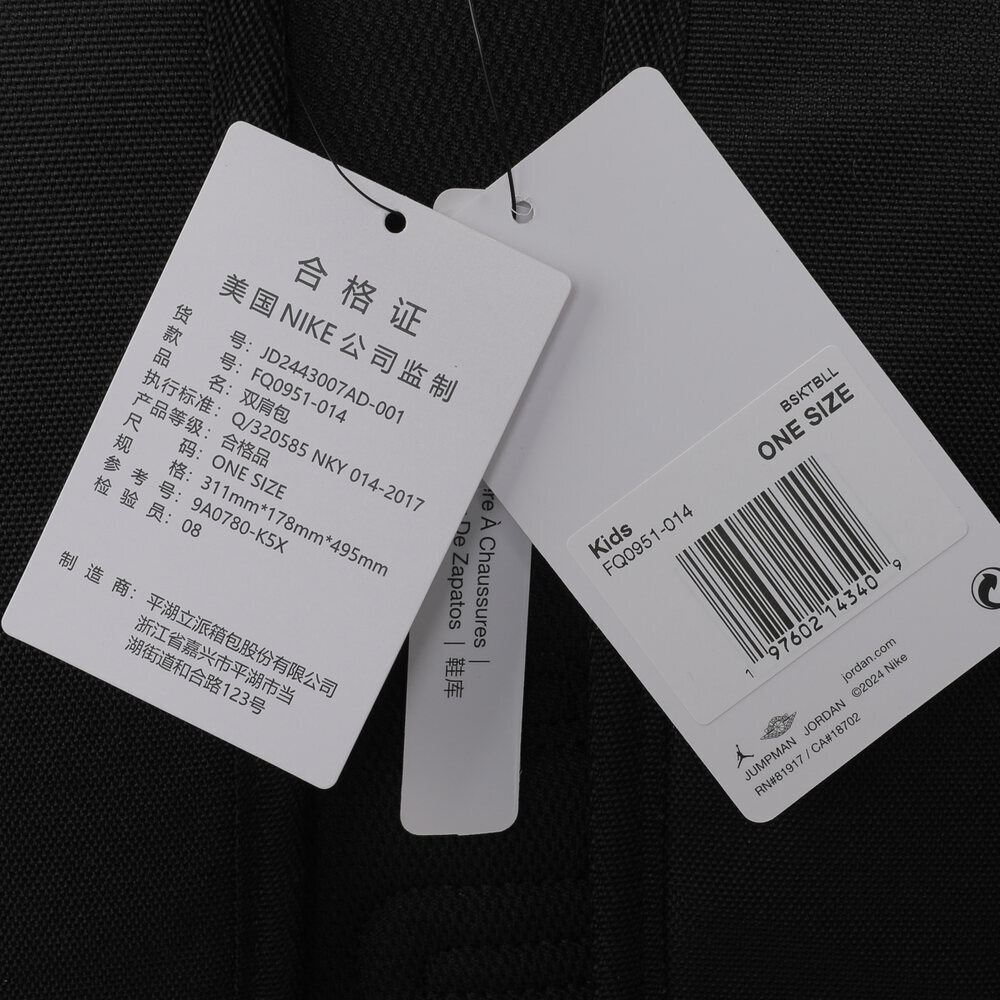 合格证
美国NIKE公司监制
货号：JD2443007AD-001
款号：FQ0951-014
品名：双肩包
执行标准：Q/320585 NKY 014-2017
产品等级：合格品
尺码：ONE SIZE
规格：311mm*178mm*495mm
参考号：9A0780-K5X
检验员：08
制造商：平湖立派箱包股份有限公司
浙江省嘉兴市平湖市当
湖街道和合路123号
À Chaussures |
De Zapatos | 鞋库
BSKTBLL
ONE SIZE
Kids
FQ0951-014
1 97602 14340 9
jordan.com
JUMPMAN JORDAN ©2024 Nike
RN#81917 / CA#18702